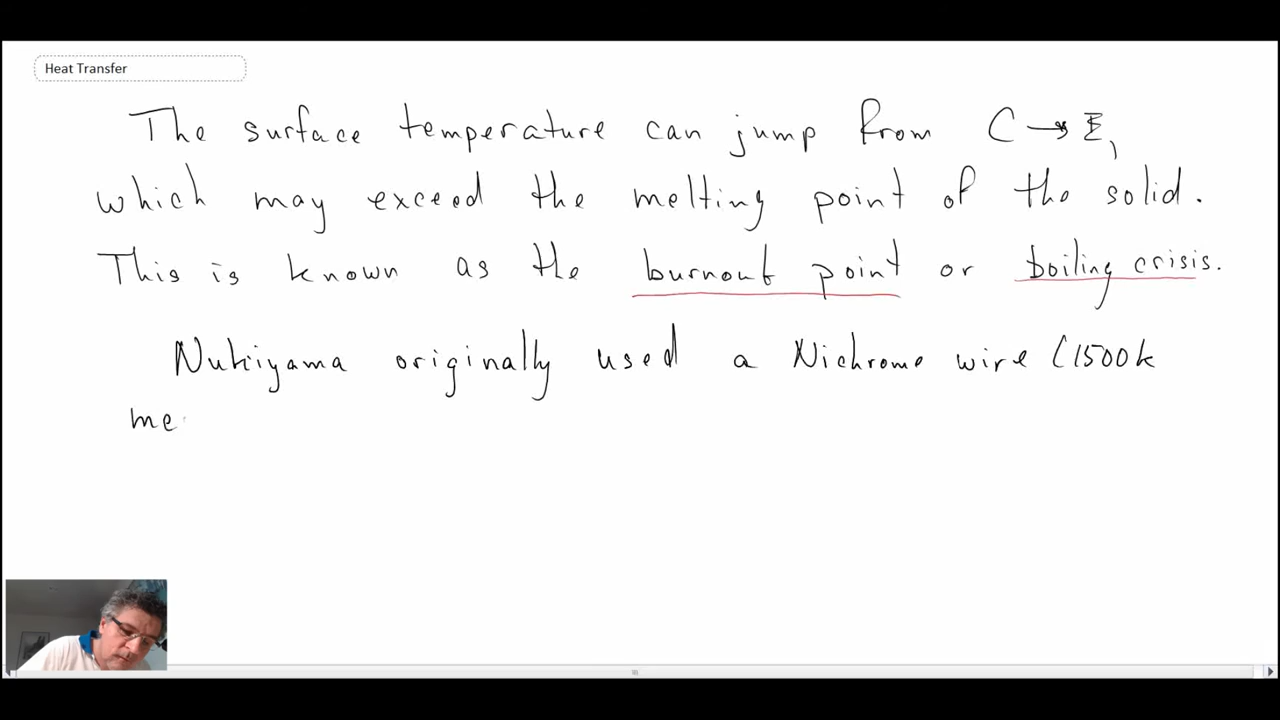 Heat Transfer
The surface temperature can jump from C → E,
which may exceed the melting point of the solid.
This is known as the burnout point or boiling crisis.
Nukiyama originally used a Nichrome wire (1500k
me